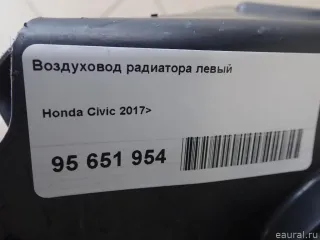 Воздуховод радиатора левый
Honda Civic 2017>
95 651 954
eaural.ru